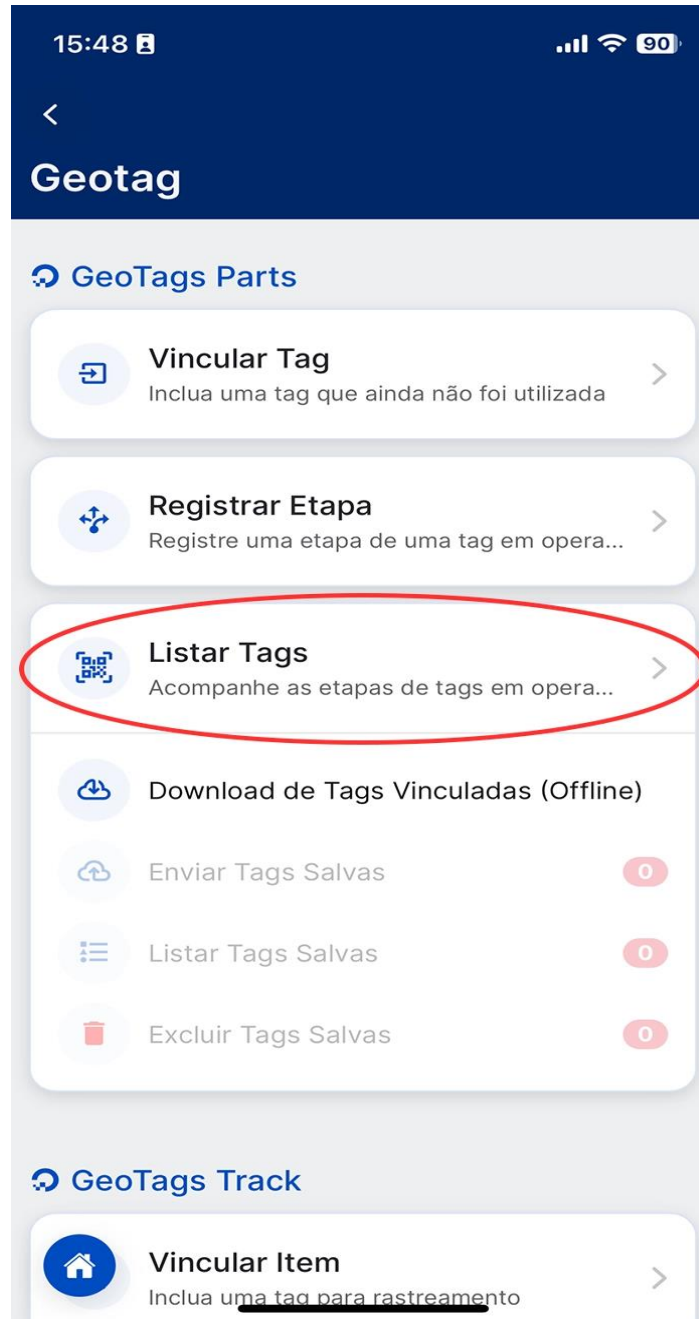 15:48
90
Geotag
GeoTags Parts
Vincular Tag
Inclua uma tag que ainda não foi utilizada
Registrar Etapa
Registre uma etapa de uma tag em opera...
Listar Tags
Acompanhe as etapas de tags em opera...
Download de Tags Vinculadas (Offline)
Enviar Tags Salvas 0
Listar Tags Salvas 0
Excluir Tags Salvas 0
GeoTags Track
Vincular Item
Inclua uma tag para rastreamento